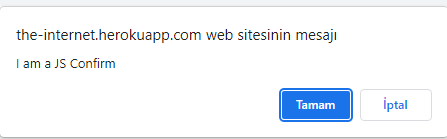 the-internet.herokuapp.com web sitesinin mesajı
I am a JS Confirm
Tamam İptal